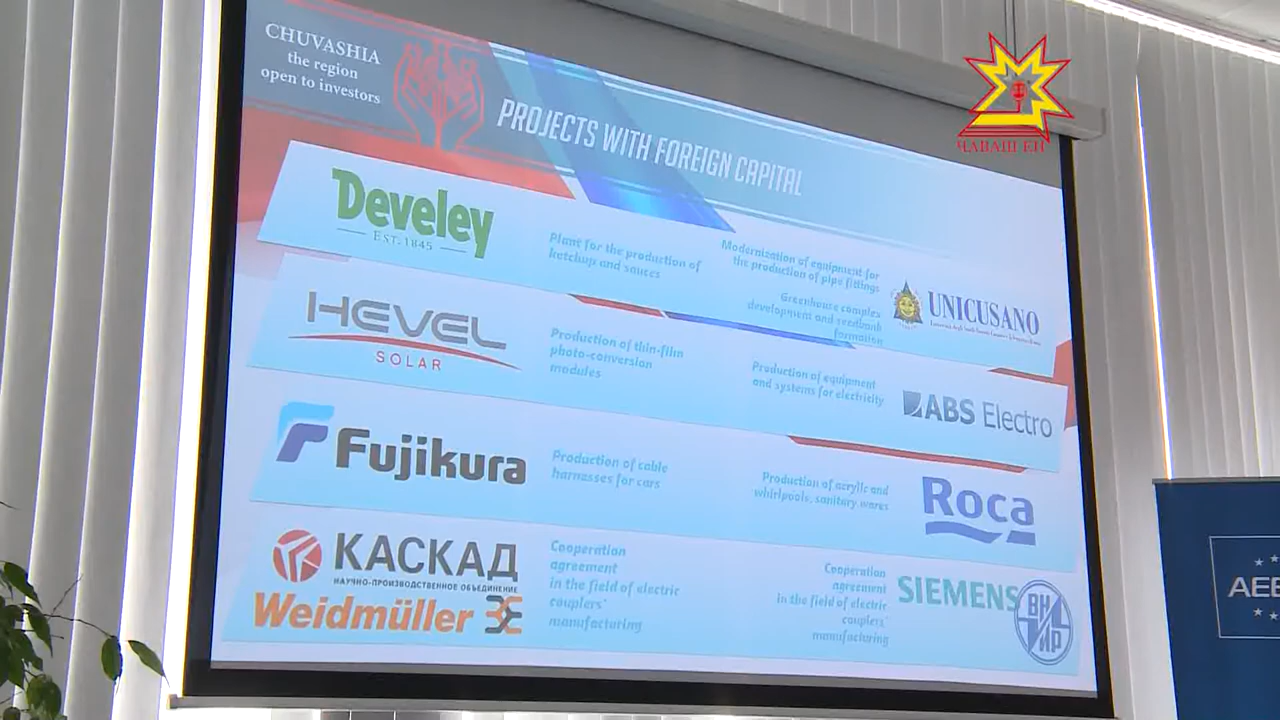 CHUVASHIA
the region
open to investors
PROJECTS WITH FOREIGN CAPITAL
ЧĂВАШ ЕН
Develey
EST. 1845
Plant for the production of
ketchup and sauces
Modernization of equipment for
the production of pipe fittings
Greenhouse complex
development and seedbank
formation
UNICUSANO
HEVEL
SOLAR
Production of thin-film
photo-conversion
modules
Production of equipment
and systems for electricity
ABS Electro
Fujikura
Production of cable
harnesses for cars
Production of acrylic and
whirlpools, sanitary wares
Roca
КАСКАД
НАУЧНО-ПРОИЗВОДСТВЕННОЕ ОБЪЕДИНЕНИЕ
Weidmüller
Cooperation
agreement
in the field of electric
couplers'
manufacturing
Cooperation
agreement
in the field of electric
couplers'
manufacturing
SIEMENS
ВНИИР
AEB